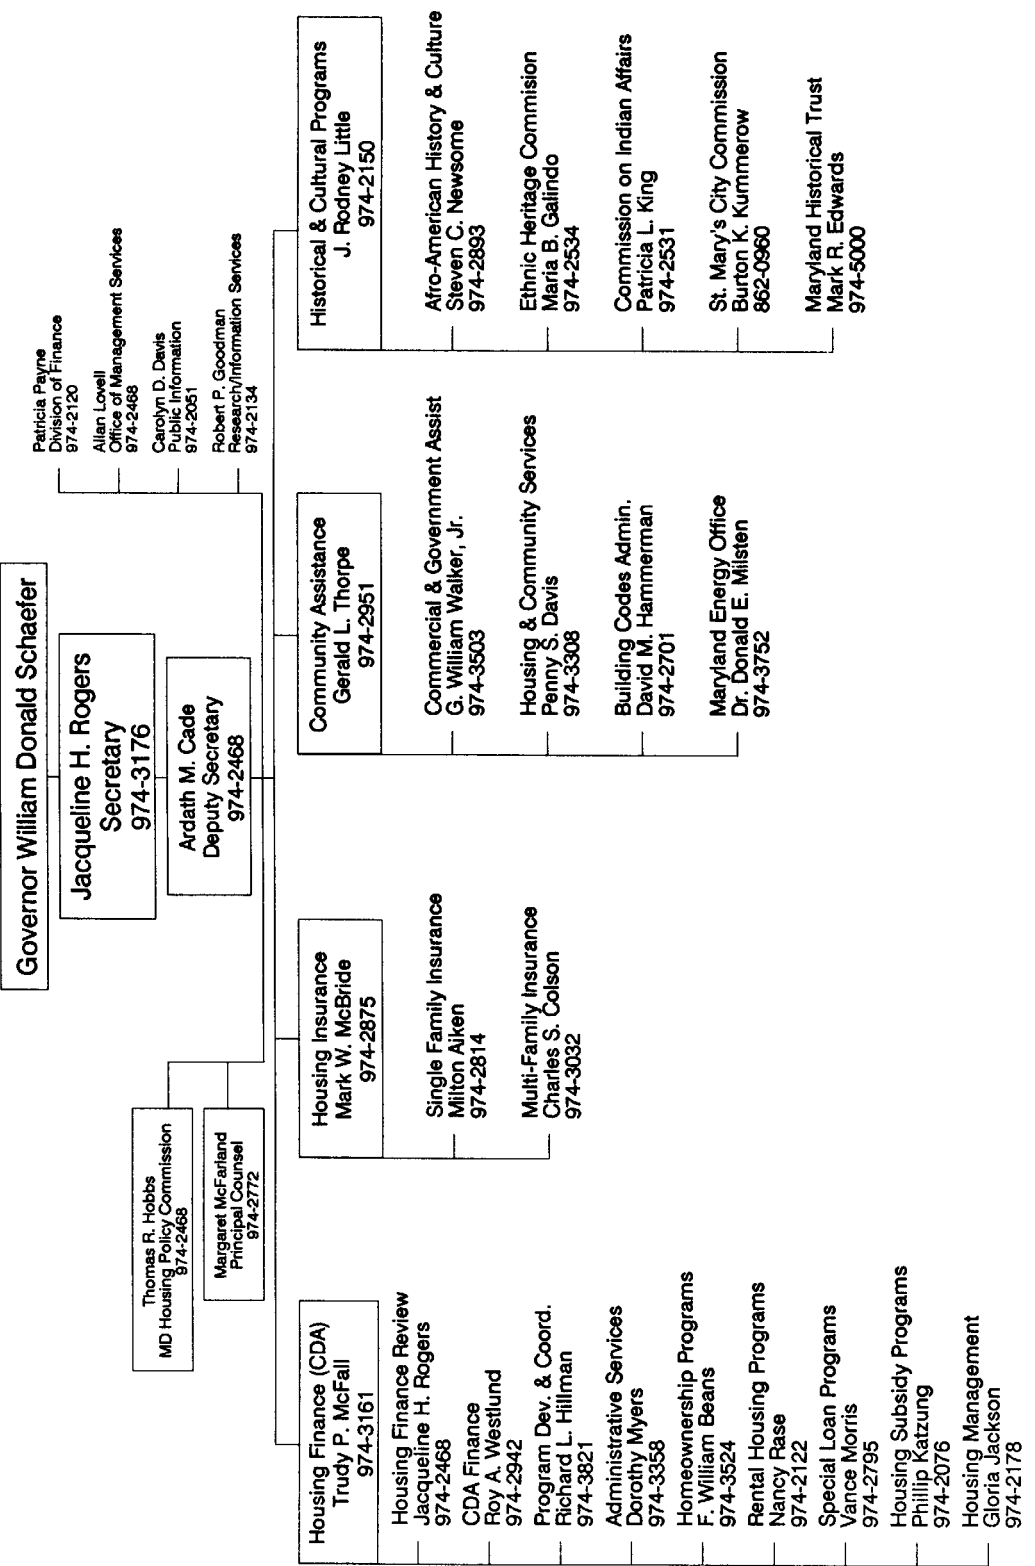 Governor William Donald Schaefer
Jacqueline H. Rogers
Secretary
974-3176
Ardath M. Cade
Deputy Secretary
974-2468
Thomas R. Hobbs
MD Housing Policy Commission
974-2468
Margaret McFarland
Principal Counsel
974-2772
Patricia Payne
Division of Finance
974-2120
Allan Lovell
Office of Management Services
974-2468
Carolyn D. Davis
Public Information
974-2051
Robert P. Goodman
Research/Information Services
974-2134
Housing Finance (CDA)
Trudy P. McFall
974-3161
Housing Finance Review
Jacqueline H. Rogers
974-2468
CDA Finance
Roy A. Westlund
974-2942
Program Dev. & Coord.
Richard L. Hillman
974-3821
Administrative Services
Dorothy Myers
974-3358
Homeownership Programs
F. William Beans
974-3524
Rental Housing Programs
Nancy Rase
974-2122
Special Loan Programs
Vance Morris
974-2795
Housing Subsidy Programs
Phillip Katzung
974-2076
Housing Management
Gloria Jackson
974-2178
Housing Insurance
Mark W. McBride
974-2875
Single Family Insurance
Milton Aiken
974-2814
Multi-Family Insurance
Charles S. Colson
974-3032
Community Assistance
Gerald L. Thorpe
974-2951
Commercial & Government Assist
G. William Walker, Jr.
974-3503
Housing & Community Services
Penny S. Davis
974-3308
Building Codes Admin.
David M. Hammerman
974-2701
Maryland Energy Office
Dr. Donald E. Milsten
974-3752
Historical & Cultural Programs
J. Rodney Little
974-2150
Afro-American History & Culture
Steven C. Newsome
974-2893
Ethnic Heritage Commision
Maria B. Galindo
974-2534
Commission on Indian Affairs
Patricia L. King
974-2531
St. Mary's City Commission
Burton K. Kummerow
862-0960
Maryland Historical Trust
Mark R. Edwards
974-5000